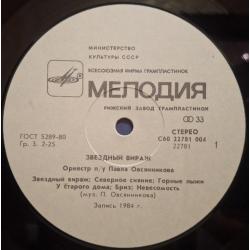 МИНИСТЕРСТВО
КУЛЬТУРЫ СССР
ВСЕСОЮЗНАЯ ФИРМА ГРАМПЛАСТИНОК
МЕЛОДИЯ
РИЖСКИЙ ЗАВОД ГРАМПЛАСТИНОК
33
ГОСТ 5289-80
Гр. 3. 2-25
СТЕРЕО
С60 22781 004
22781
1
ЗВЕЗДНЫЙ ВИРАЖ
Оркестр п/у Павла Овсянникова
Звездный вираж; Северное сияние; Горные лыжи
У старого дома; Бриз; Невесомость
(муз. П. Овсянникова)
Запись 1984 г.